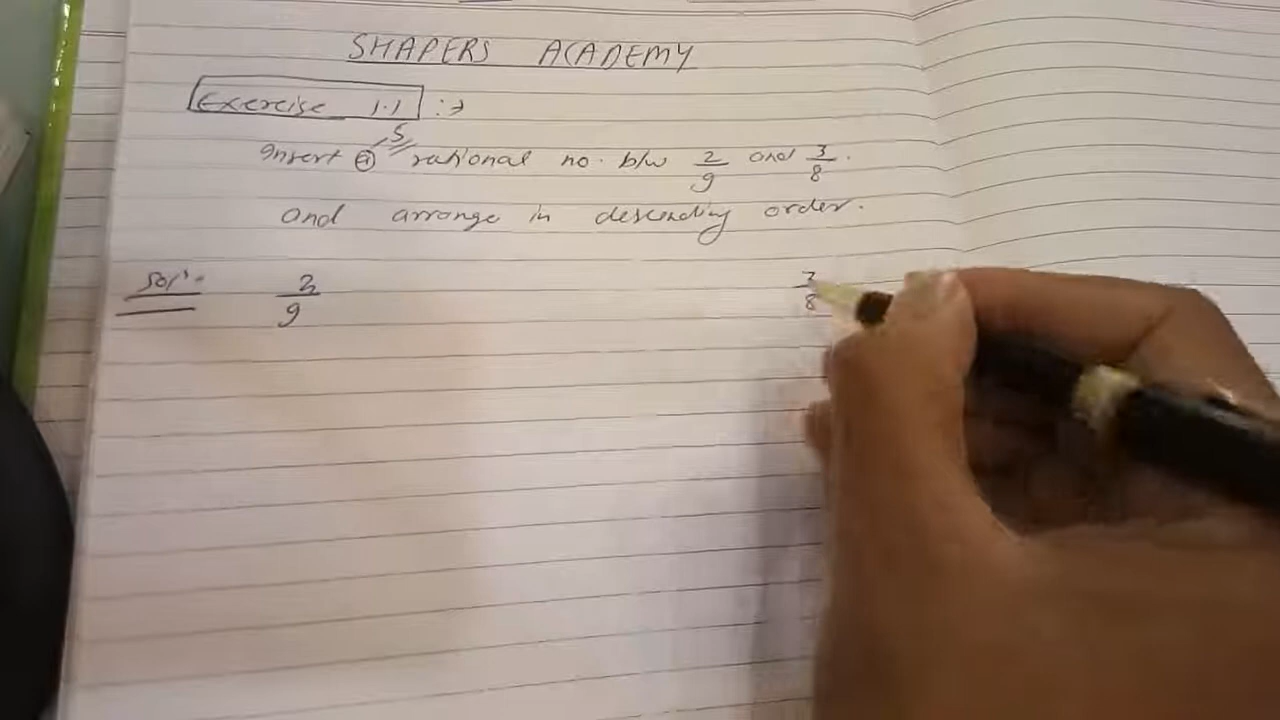 SHAPERS ACADEMY
Exercise 1.1 :→
5
Insert rational no. b/w 2/9 and 3/8.
and arrange in descending order.
Sol:- 2/9 3/8